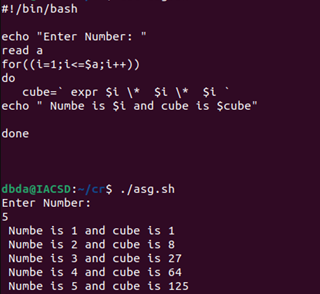 #!/bin/bash
echo "Enter Number: "
read a
for((i=1;i<=$a;i++))
do
   cube=` expr $i \*  $i \*  $i `
echo " Numbe is $i and cube is $cube"
done
dbda@IACSD:~/cr$ ./asg.sh
Enter Number:
5
 Numbe is 1 and cube is 1
 Numbe is 2 and cube is 8
 Numbe is 3 and cube is 27
 Numbe is 4 and cube is 64
 Numbe is 5 and cube is 125